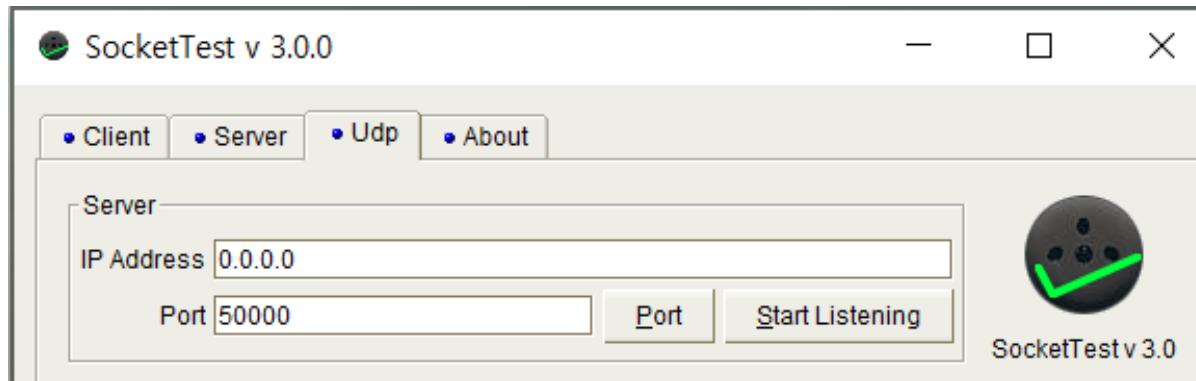 SocketTest v 3.0.0
Client Server Udp About
Server
IP Address 0.0.0.0
Port 50000 Port Start Listening
SocketTest v 3.0